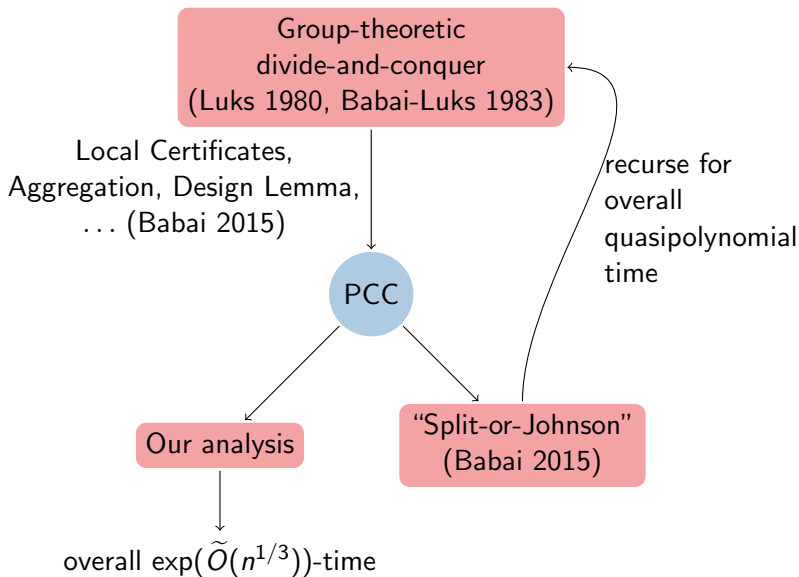 Group-theoretic
divide-and-conquer
(Luks 1980, Babai-Luks 1983)
Local Certificates,
Aggregation, Design Lemma,
... (Babai 2015)
recurse for
overall
quasipolynomial
time
PCC
Our analysis
“Split-or-Johnson”
(Babai 2015)
overall exp(Õ(n^{1/3}))-time